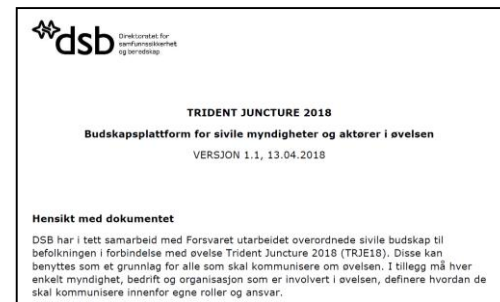 dsb
Direktoratet for
samfunnssikkerhet
og beredskap
TRIDENT JUNCTURE 2018
Budskapsplattform for sivile myndigheter og aktører i øvelsen
VERSJON 1.1, 13.04.2018
Hensikt med dokumentet
DSB har i tett samarbeid med Forsvaret utarbeidet overordnede sivile budskap til
befolkningen i forbindelse med øvelse Trident Juncture 2018 (TRJE18). Disse kan
benyttes som et grunnlag for alle som skal kommunisere om øvelsen. I tillegg må hver
enkelt myndighet, bedrift og organisasjon som er involvert i øvelsen, definere hvordan de
skal kommunisere innenfor egne roller og ansvar.